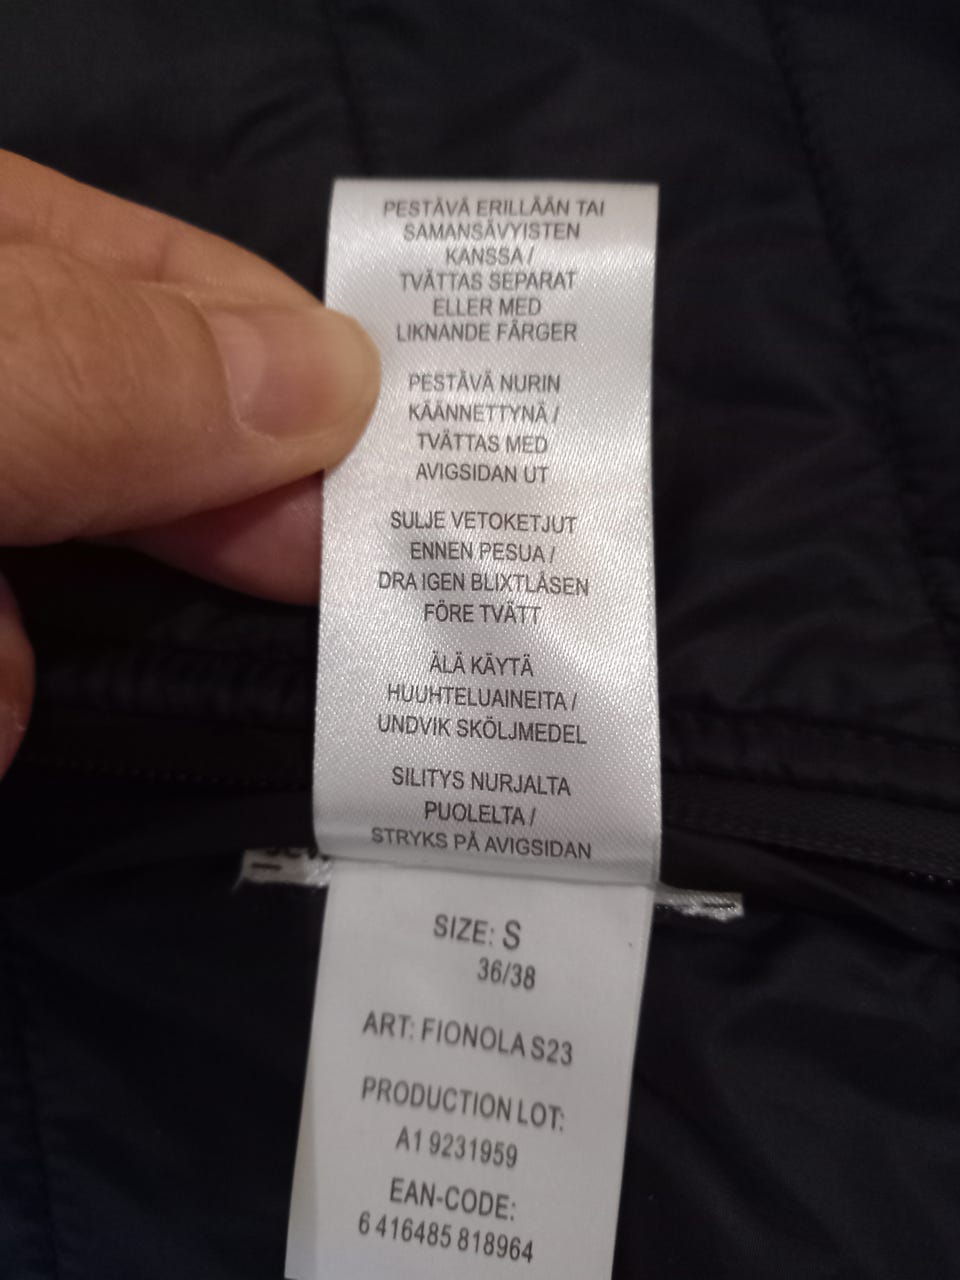 PESTÄVÄ ERILLÄÄN TAI
SAMANSÄVYISTEN
KANSSA /
TVÄTTAS SEPARAT
ELLER MED
LIKNANDE FÄRGER
PESTÄVÄ NURIN
KÄÄNNETTYNÄ /
TVÄTTAS MED
AVIGSIDAN UT
SULJE VETOKETJUT
ENNEN PESUA /
DRA IGEN BLIXTLÅSEN
FÖRE TVÄTT
ÄLÄ KÄYTÄ
HUUHTELUAINEITA /
UNDVIK SKÖLJMEDEL
SILITYS NURJALTA
PUOLELTA /
STRYKS PÅ AVIGSIDAN
SIZE: S
36/38
ART: FIONOLA S23
PRODUCTION LOT:
A1 9231959
EAN-CODE:
6 416485 818964